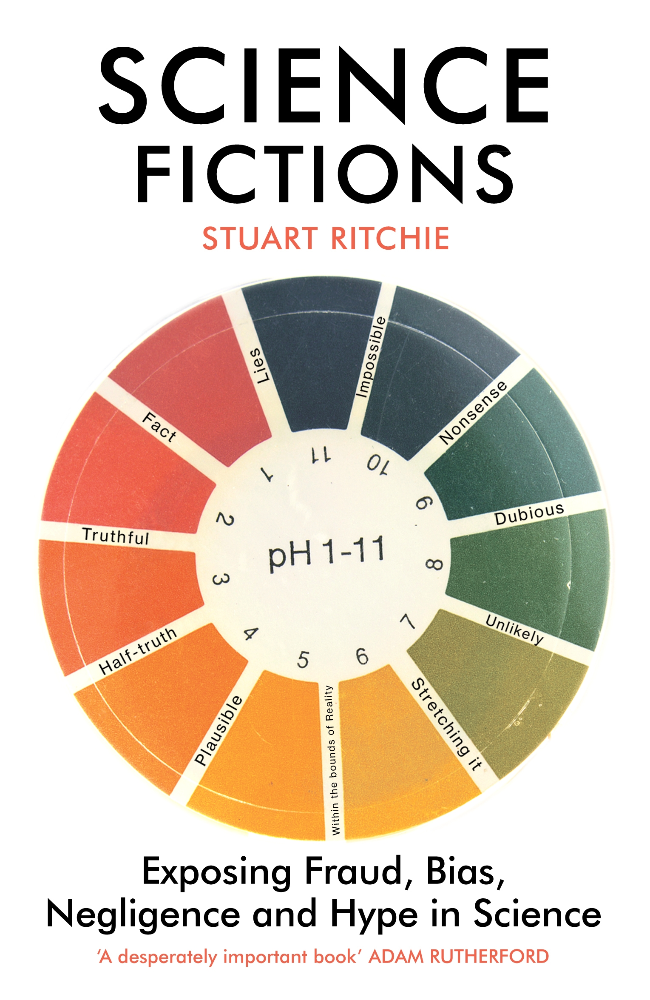 SCIENCE
FICTIONS
STUART RITCHIE
Lies
Impossible
Nonsense
Dubious
Unlikely
Stretching it
Within the bounds of Reality
Plausible
Half-truth
Truthful
Fact
1
2
3
4
5
6
7
8
9
10
11
pH 1-11
Exposing Fraud, Bias,
Negligence and Hype in Science
‘A desperately important book’ ADAM RUTHERFORD